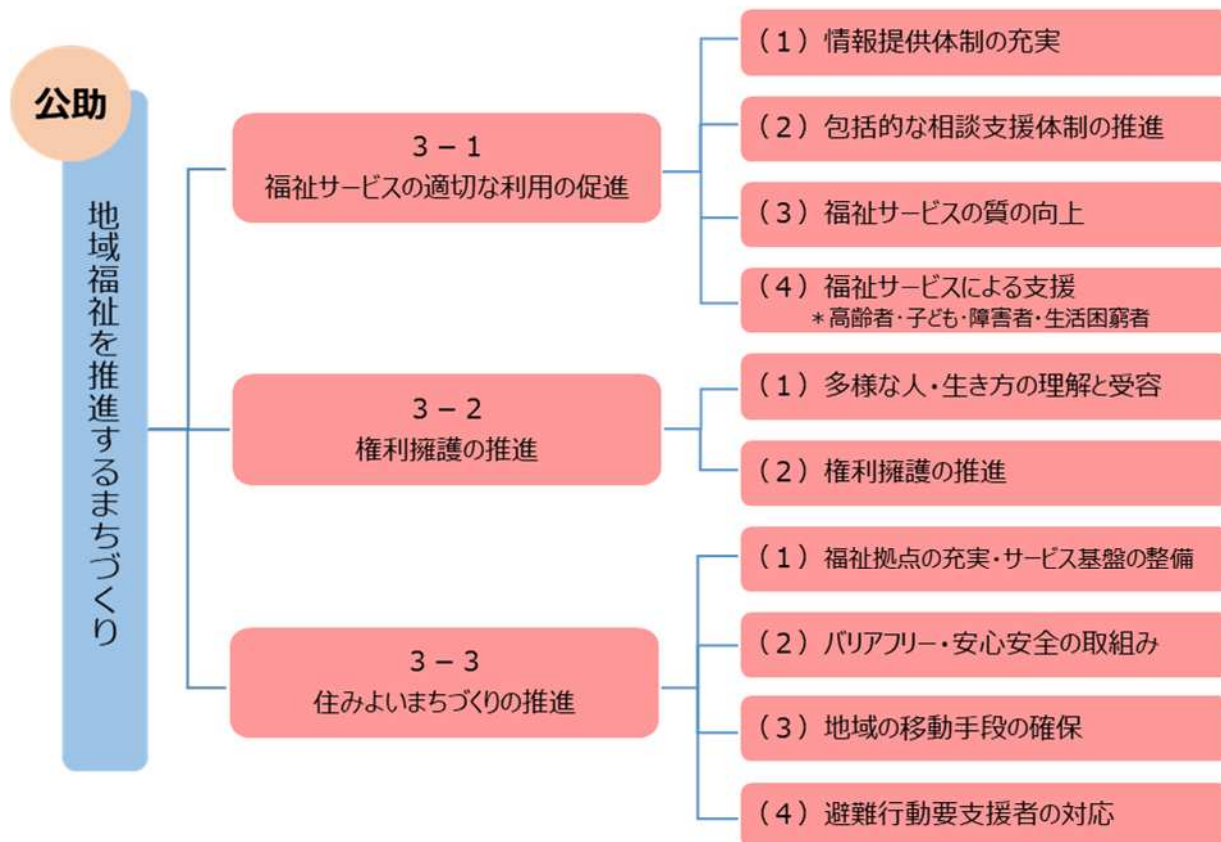 公助
地域福祉を推進するまちづくり
3-1
福祉サービスの適切な利用の促進
(1) 情報提供体制の充実
(2) 包括的な相談支援体制の推進
(3) 福祉サービスの質の向上
(4) 福祉サービスによる支援
＊高齢者・子ども・障害者・生活困窮者
3-2
権利擁護の推進
(1) 多様な人・生き方の理解と受容
(2) 権利擁護の推進
3-3
住みよいまちづくりの推進
(1) 福祉拠点の充実・サービス基盤の整備
(2) バリアフリー・安心安全の取組み
(3) 地域の移動手段の確保
(4) 避難行動要支援者の対応